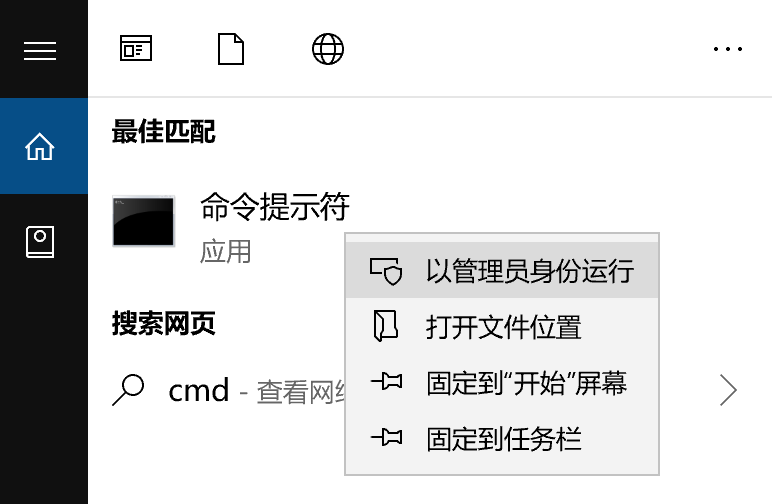 最佳匹配
命令提示符
应用
以管理员身份运行
打开文件位置
固定到“开始”屏幕
固定到任务栏
搜索网页
cmd - 查看网络